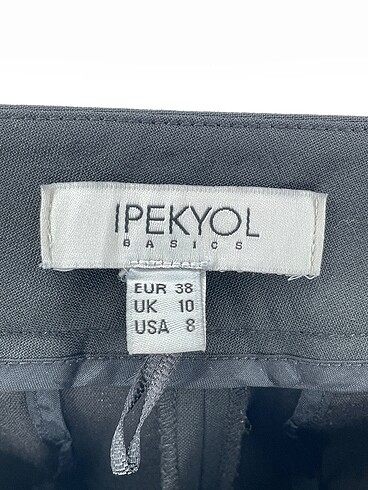 IPEKYOL
BASICS
EUR 38
UK 10
USA 8